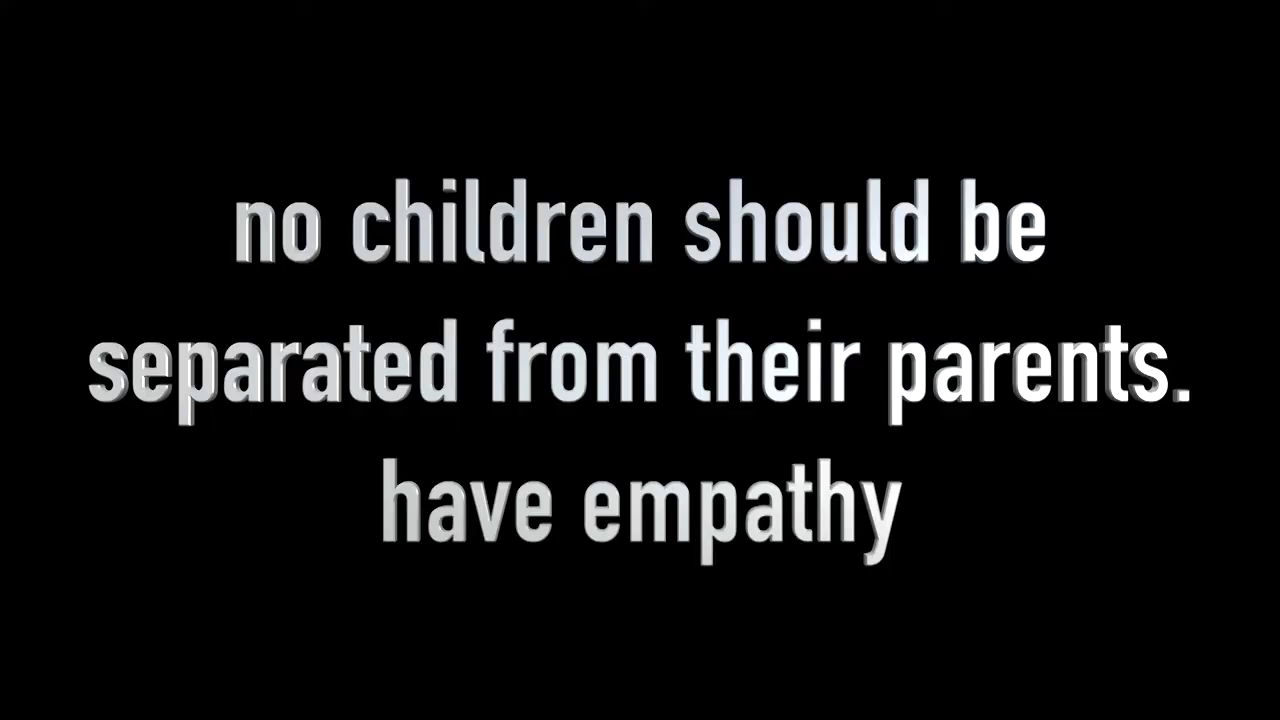 no children should be
separated from their parents.
have empathy